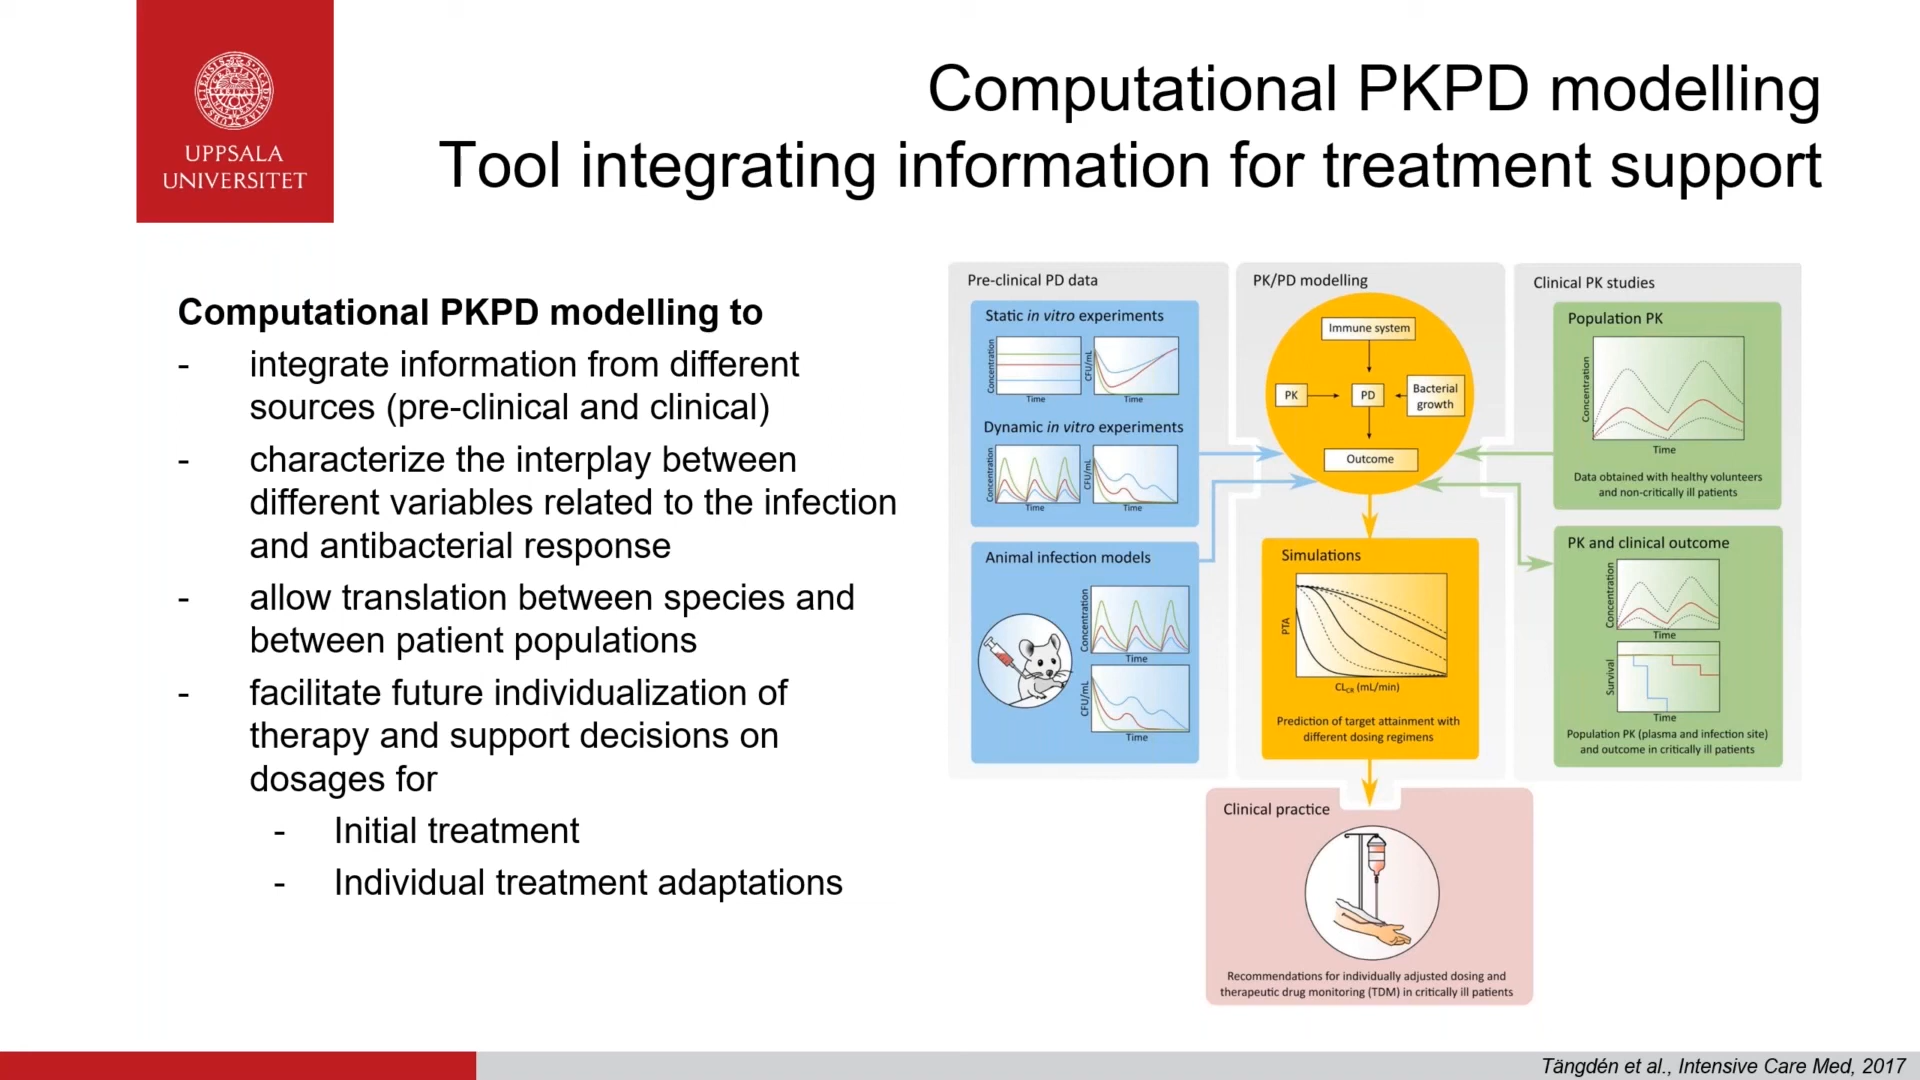 UPPSALA
UNIVERSITET
Computational PKPD modelling
Tool integrating information for treatment support
Computational PKPD modelling to
- integrate information from different
sources (pre-clinical and clinical)
- characterize the interplay between
different variables related to the infection
and antibacterial response
- allow translation between species and
between patient populations
- facilitate future individualization of
therapy and support decisions on
dosages for
- Initial treatment
- Individual treatment adaptations
Pre-clinical PD data
Static in vitro experiments
Concentration
Time
CFU/mL
Time
Dynamic in vitro experiments
Concentration
Time
CFU/mL
Time
Animal infection models
Concentration
Time
CFU/mL
Time
PK/PD modelling
Immune system
PK
PD
Bacterial
growth
Outcome
Simulations
PTA
CLCR (mL/min)
Prediction of target attainment with
different dosing regimens
Clinical PK studies
Population PK
Concentration
Time
Data obtained with healthy volunteers
and non-critically ill patients
PK and clinical outcome
Concentration
Time
Survival
Time
Population PK (plasma and infection site)
and outcome in critically ill patients
Clinical practice
Recommendations for individually adjusted dosing and
therapeutic drug monitoring (TDM) in critically ill patients
Tängdén et al., Intensive Care Med, 2017